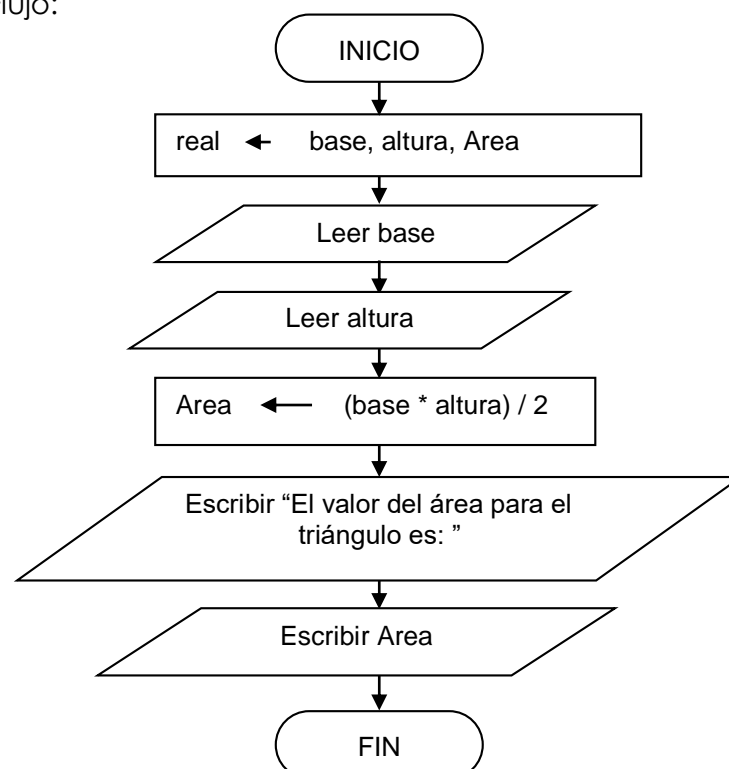 flujo:
INICIO
real ← base, altura, Area
Leer base
Leer altura
Area ← (base * altura) / 2
Escribir “El valor del área para el
triángulo es: ”
Escribir Area
FIN